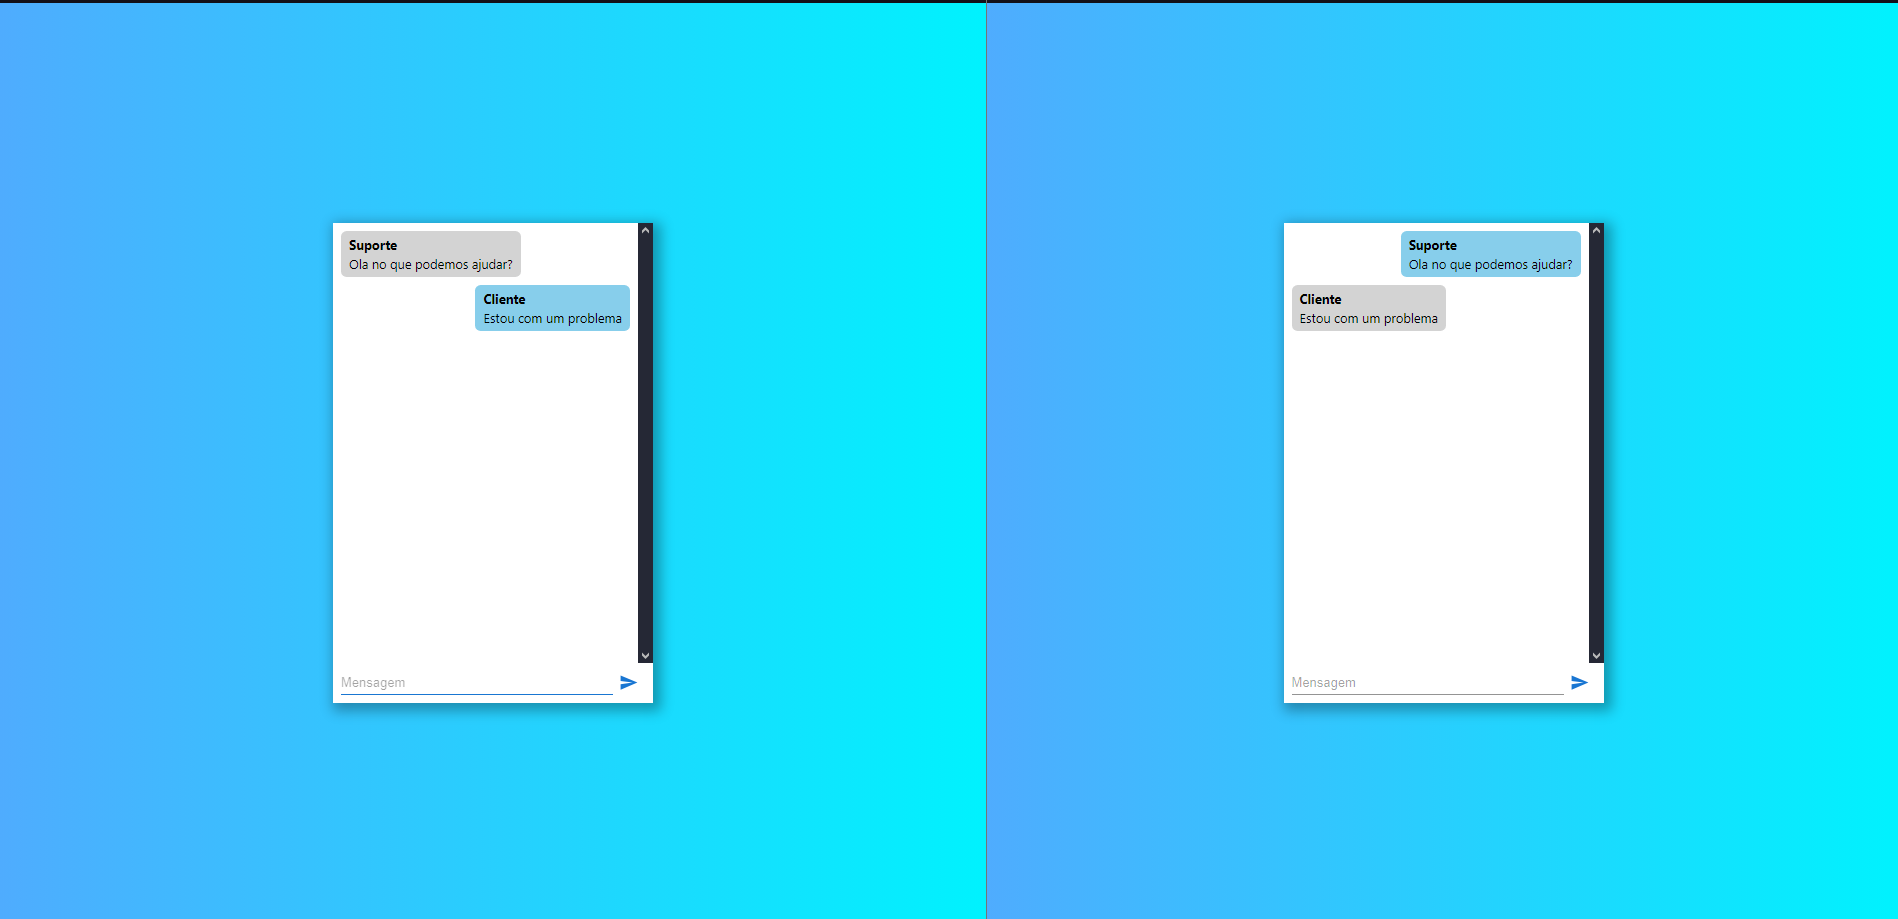 Suporte
Ola no que podemos ajudar?
Cliente
Estou com um problema
Mensagem
Suporte
Ola no que podemos ajudar?
Cliente
Estou com um problema
Mensagem